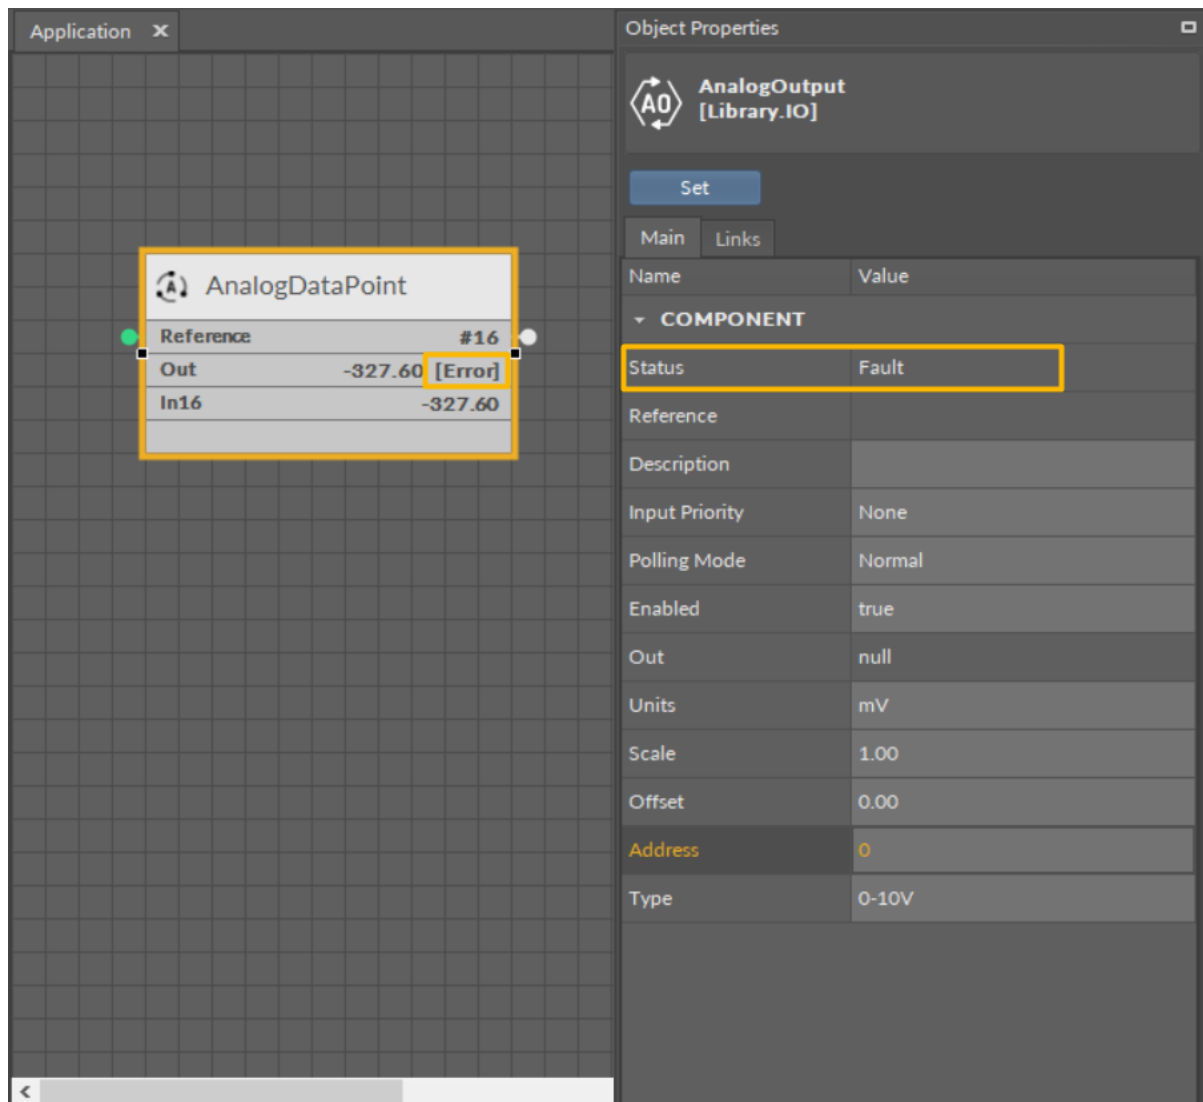 Application
AnalogDataPoint
Reference #16
Out -327.60 [Error]
In16 -327.60
Object Properties
AO
AnalogOutput
[Library.IO]
Set
Main Links
Name Value
COMPONENT
Status Fault
Reference
Description
Input Priority None
Polling Mode Normal
Enabled true
Out null
Units mV
Scale 1.00
Offset 0.00
Address 0
Type 0-10V